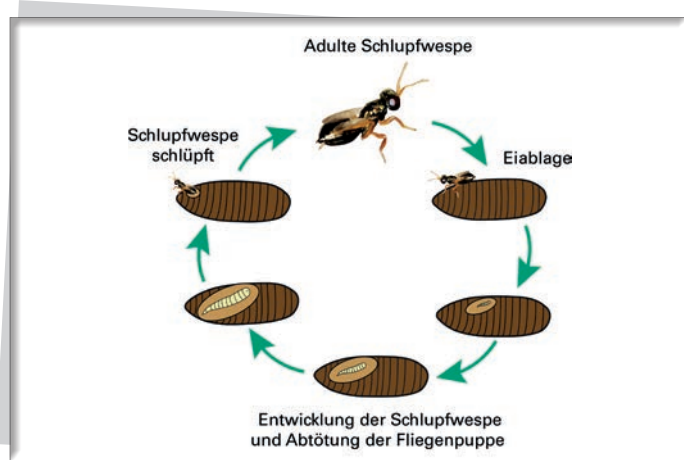 Adulte Schlupfwespe
Eiablage
Entwicklung der Schlupfwespe
und Abtötung der Fliegenpuppe
Schlupfwespe
schlüpft